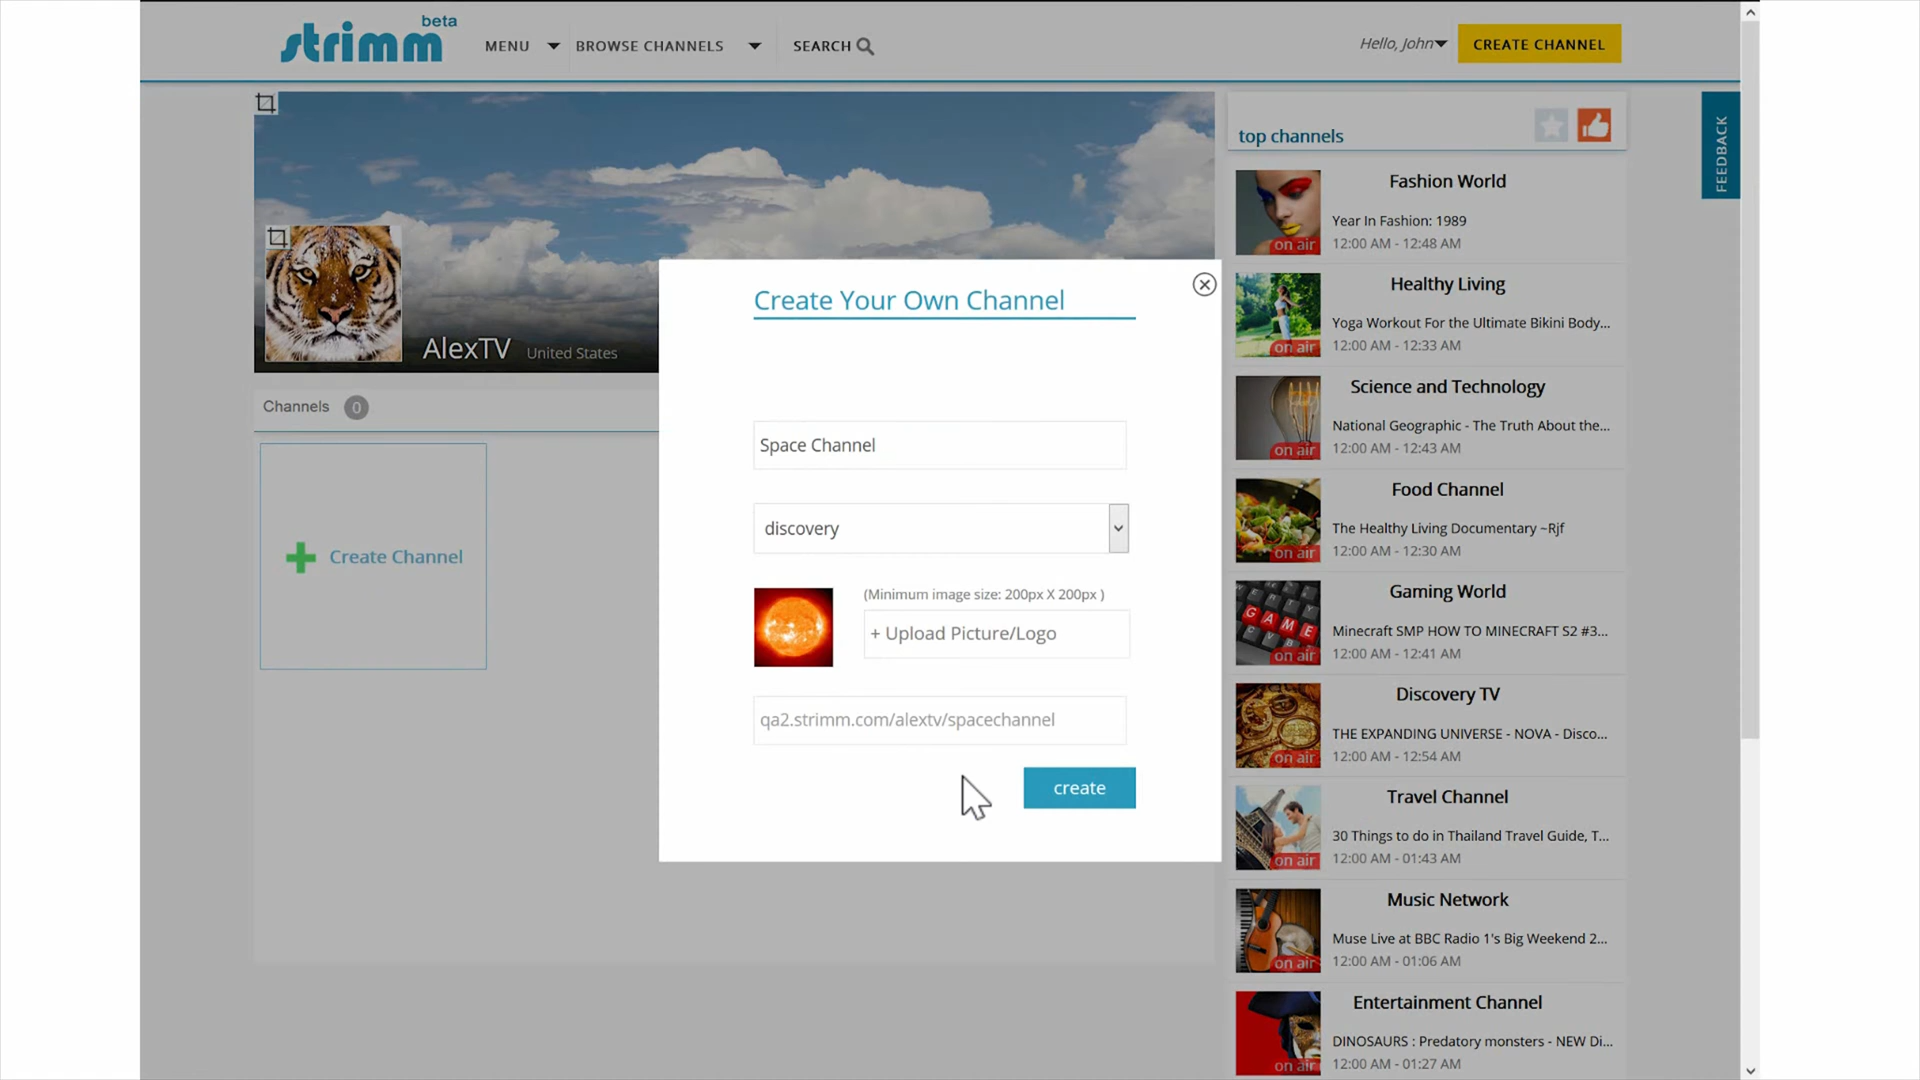 strimm beta
MENU BROWSE CHANNELS SEARCH
Hello, John
CREATE CHANNEL
FEEDBACK
AlexTV United States
Channels 0
Create Channel
Create Your Own Channel
Space Channel
discovery
(Minimum image size: 200px X 200px )
+ Upload Picture/Logo
qa2.strimm.com/alextv/spacechannel
create
top channels
Fashion World
Year In Fashion: 1989
on air
12:00 AM - 12:48 AM
Healthy Living
Yoga Workout For the Ultimate Bikini Body...
on air
12:00 AM - 12:33 AM
Science and Technology
National Geographic - The Truth About the...
on air
12:00 AM - 12:43 AM
Food Channel
The Healthy Living Documentary ~Rjf
on air
12:00 AM - 12:30 AM
Gaming World
GAME
Minecraft SMP HOW TO MINECRAFT S2 #3...
on air
12:00 AM - 12:41 AM
Discovery TV
THE EXPANDING UNIVERSE - NOVA - Disco...
on air
12:00 AM - 12:54 AM
Travel Channel
30 Things to do in Thailand Travel Guide, T...
on air
12:00 AM - 01:43 AM
Music Network
Muse Live at BBC Radio 1's Big Weekend 2...
on air
12:00 AM - 01:06 AM
Entertainment Channel
DINOSAURS : Predatory monsters - NEW Di...
on air
12:00 AM - 01:27 AM